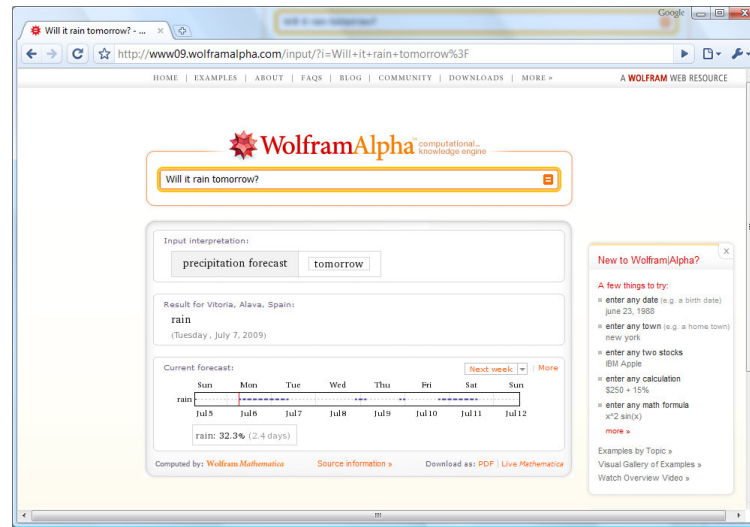 Google
Will it rain tomorrow? - ...
http://www09.wolframalpha.com/input/?i=Will+it+rain+tomorrow%3F
HOME | EXAMPLES | ABOUT | FAQS | BLOG | COMMUNITY | DOWNLOADS | MORE »
A WOLFRAM WEB RESOURCE
WolframAlpha™ computational...
knowledge engine
Will it rain tomorrow?
Input interpretation:
precipitation forecast tomorrow
Result for Vitoria, Alava, Spain:
rain
(Tuesday, July 7, 2009)
Current forecast:
Next week | More
Sun Mon Tue Wed Thu Fri Sat Sun
rain
Jul 5 Jul 6 Jul 7 Jul 8 Jul 9 Jul 10 Jul 11 Jul 12
rain: 32.3% (2.4 days)
Computed by: Wolfram Mathematica
Source information »
Download as: PDF | Live Mathematica
New to Wolfram|Alpha?
A few things to try:
enter any date (e.g. a birth date)
june 23, 1988
enter any town (e.g. a home town)
new york
enter any two stocks
IBM Apple
enter any calculation
$250 + 15%
enter any math formula
x^2 sin(x)
more »
Examples by Topic »
Visual Gallery of Examples »
Watch Overview Video »